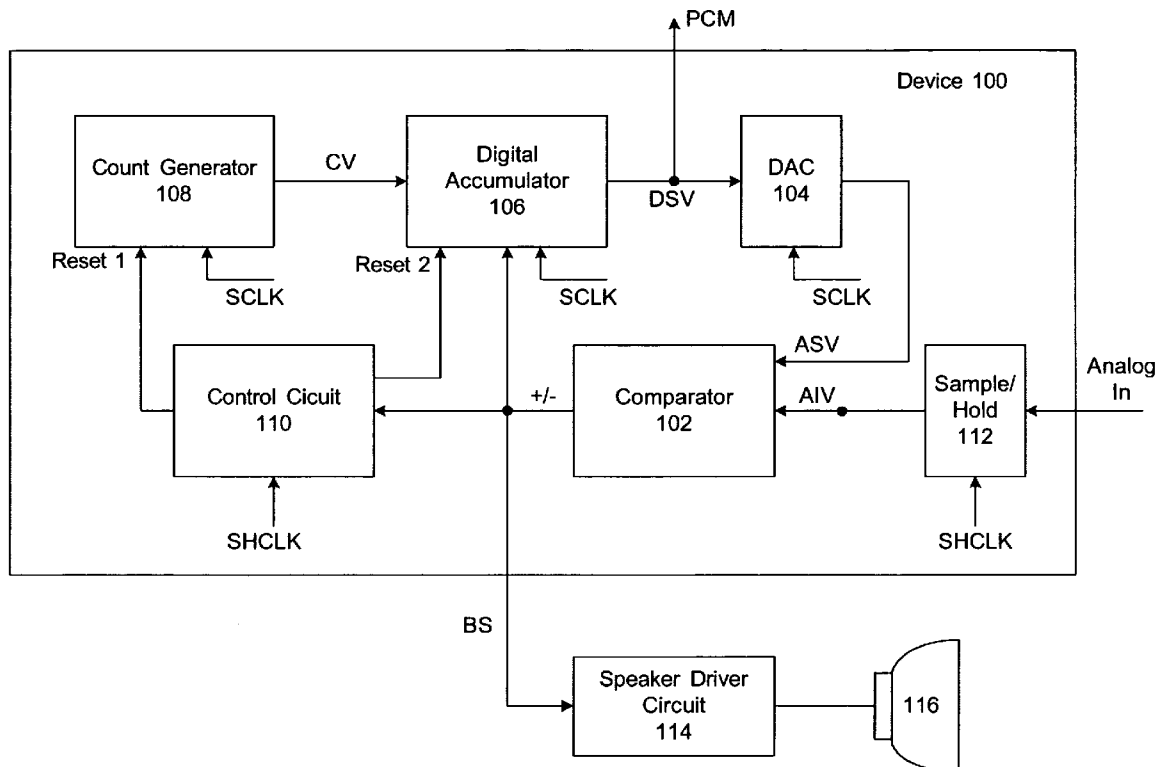 PCM
Device 100
Count Generator
108
CV
Digital
Accumulator
106
DSV
DAC
104
Reset 1
SCLK
Reset 2
SCLK
SCLK
Control Cicuit
110
+/-
Comparator
102
ASV
AIV
Sample/
Hold
112
Analog
In
SHCLK
SHCLK
BS
Speaker Driver
Circuit
114
116